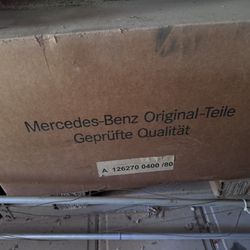 Mercedes-Benz Original-Teile
Geprüfte Qualität
A 126270 0400 /80